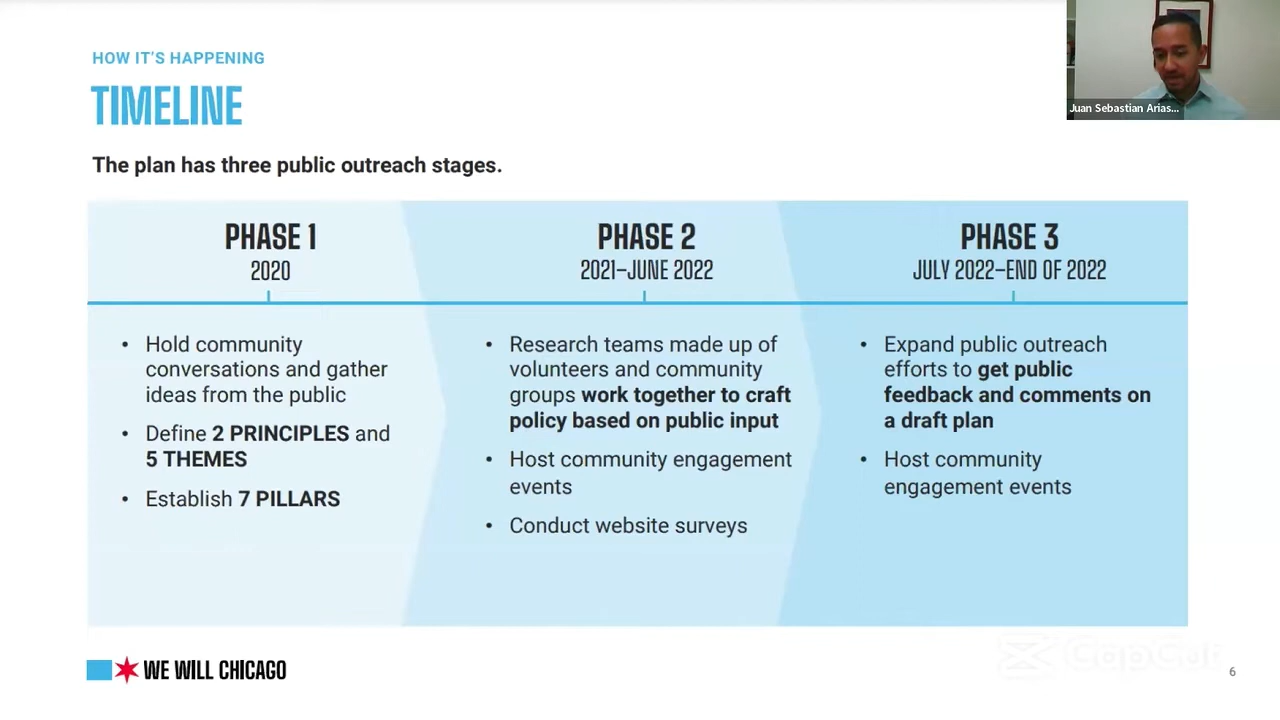 HOW IT'S HAPPENING
TIMELINE
Juan Sebastian Arias...
The plan has three public outreach stages.
PHASE 1
2020
• Hold community
conversations and gather
ideas from the public
• Define 2 PRINCIPLES and
5 THEMES
• Establish 7 PILLARS
PHASE 2
2021–JUNE 2022
• Research teams made up of
volunteers and community
groups work together to craft
policy based on public input
• Host community engagement
events
• Conduct website surveys
PHASE 3
JULY 2022–END OF 2022
• Expand public outreach
efforts to get public
feedback and comments on
a draft plan
• Host community
engagement events
WE WILL CHICAGO
CapCut
6